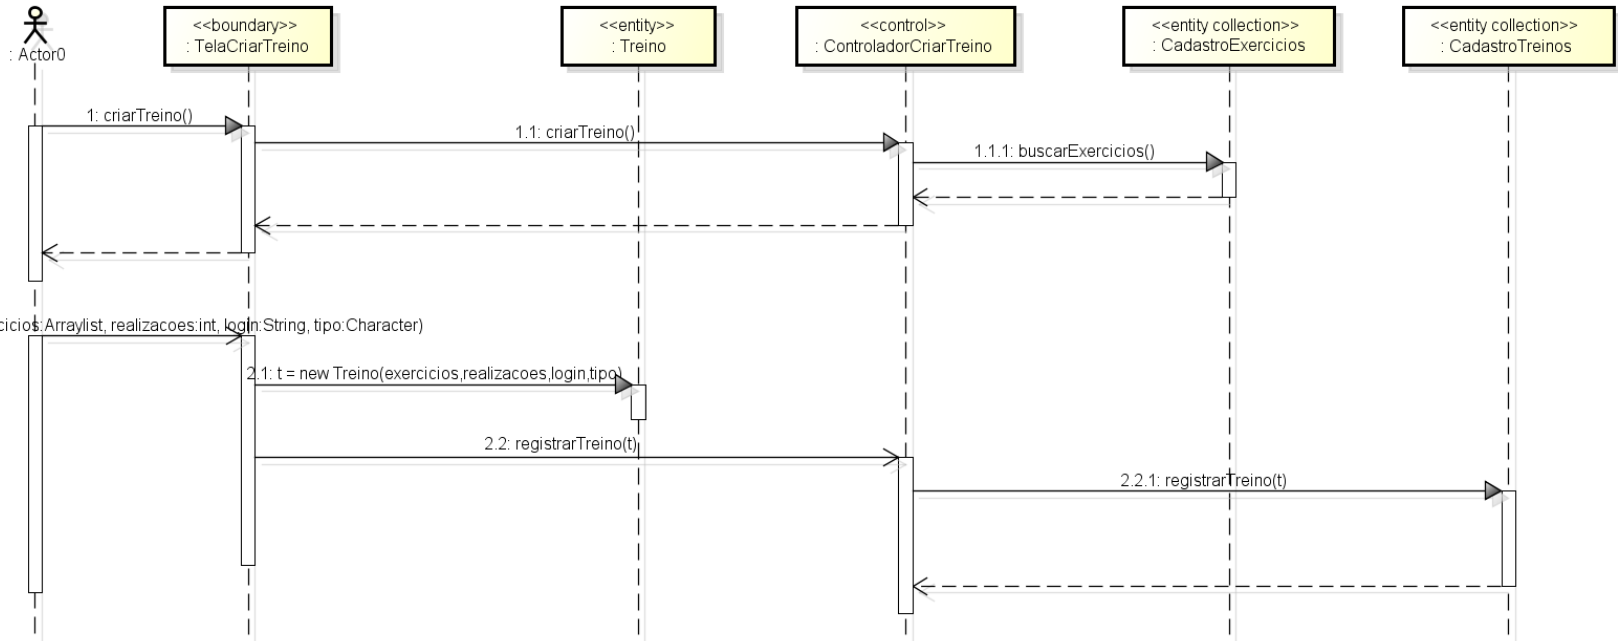 : Actor0
<<boundary>>
: TelaCriarTreino
<<entity>>
: Treino
<<control>>
: ControladorCriarTreino
<<entity collection>>
: CadastroExercicios
<<entity collection>>
: CadastroTreinos
1: criarTreino()
1.1: criarTreino()
1.1.1: buscarExercicios()
cicios:Arraylist, realizacoes:int, login:String, tipo:Character)
2.1: t = new Treino(exercicios,realizacoes,login,tipo)
2.2: registrarTreino(t)
2.2.1: registrarTreino(t)